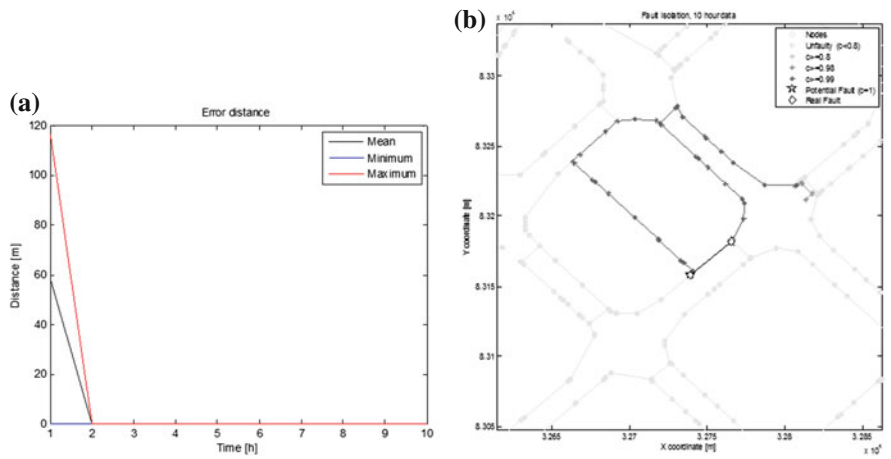 (a)
Error distance
120
100
80
60
40
20
0
Distance [m]
1 2 3 4 5 6 7 8 9 10
Time [h]
Mean
Minimum
Maximum
(b)
Fault isolation, 10 hour data
x 10⁴
8.33
8.325
8.32
8.315
8.31
8.305
Y coordinate [m]
3.265 3.27 3.275 3.28 3.285
X coordinate [m]
Nodes
Unfaulty (c<0.8)
c>=0.8
c>=0.98
c>=0.99
Potential Fault (c=1)
Real Fault